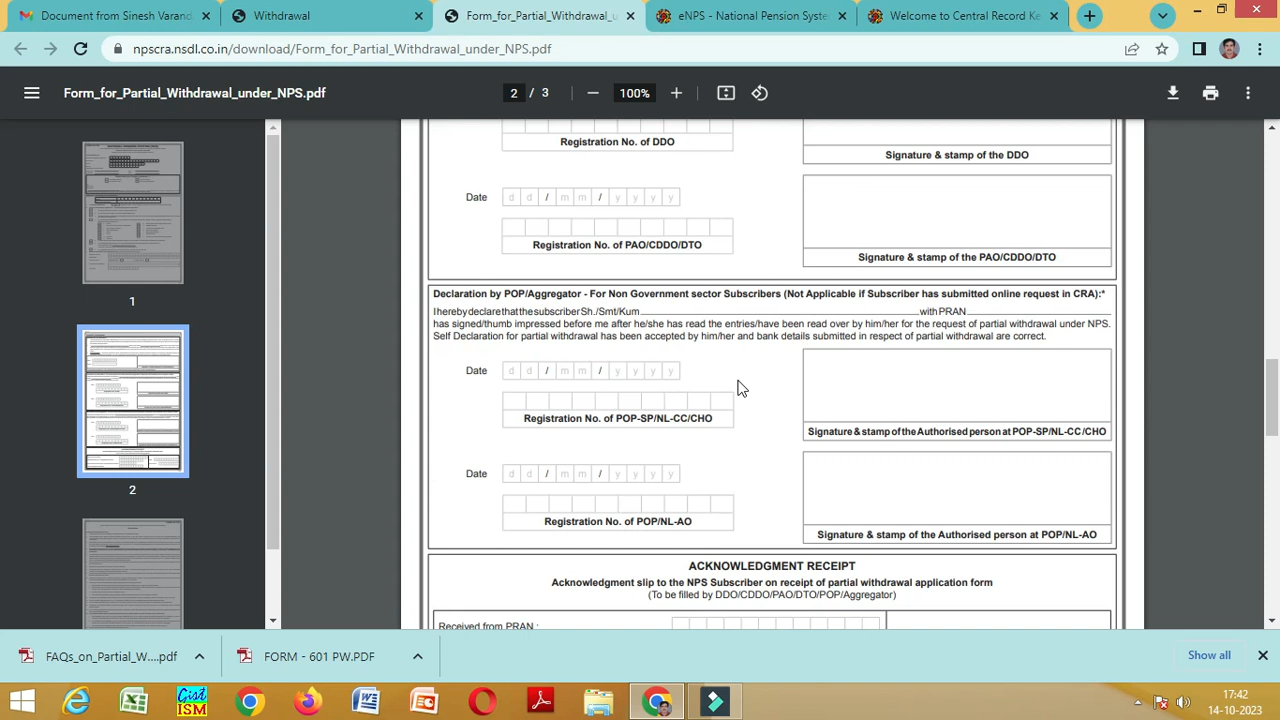 Document from Sinesh Varand
Withdrawal
Form_for_Partial_Withdrawal_u
eNPS - National Pension Syste
Welcome to Central Record Ke
npscra.nsdl.co.in/download/Form_for_Partial_Withdrawal_under_NPS.pdf
Form_for_Partial_Withdrawal_under_NPS.pdf
2 / 3
100%
1
2
Registration No. of DDO
Signature & stamp of the DDO
Date d d / m m / y y y y
Registration No. of PAO/CDDO/DTO
Signature & stamp of the PAO/CDDO/DTO
Declaration by POP/Aggregator - For Non Government sector Subscribers (Not Applicable if Subscriber has submitted online request in CRA):*
I hereby declare that the subscriber Sh./Smt/Kum with PRAN
has signed/thumb impressed before me after he/she has read the entries/have been read over by him/her for the request of partial withdrawal under NPS.
Self Declaration for partial withdrawal has been accepted by him/her and bank details submitted in respect of partial withdrawal are correct.
Date d d / m m / y y y y
Registration No. of POP-SP/NL-CC/CHO
Signature & stamp of the Authorised person at POP-SP/NL-CC/CHO
Date d d / m m / y y y y
Registration No. of POP/NL-AO
Signature & stamp of the Authorised person at POP/NL-AO
ACKNOWLEDGMENT RECEIPT
Acknowledgment slip to the NPS Subscriber on receipt of partial withdrawal application form
(To be filled by DDO/CDDO/PAO/DTO/POP/Aggregator)
Received from PRAN :
FAQs_on_Partial_W....pdf
FORM - 601 PW.PDF
Show all
Gist
ISM
17:42
14-10-2023